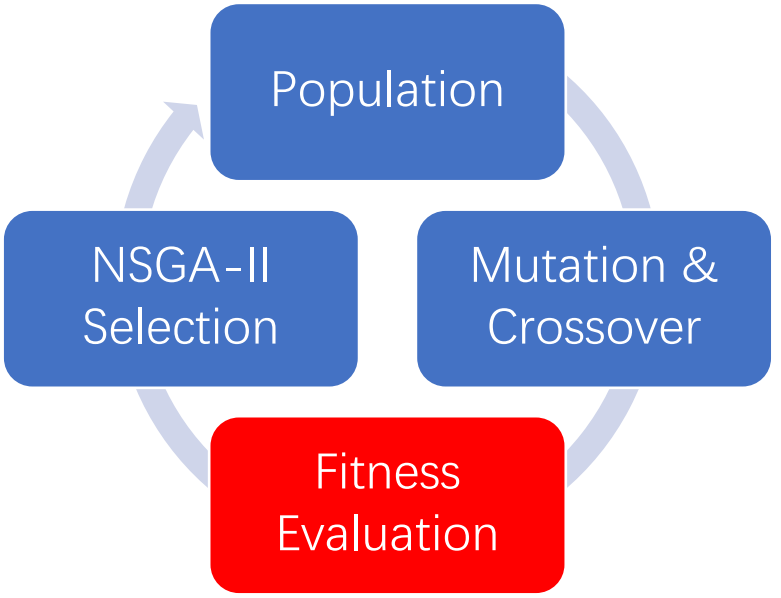 Population
NSGA-II
Selection
Mutation &
Crossover
Fitness
Evaluation